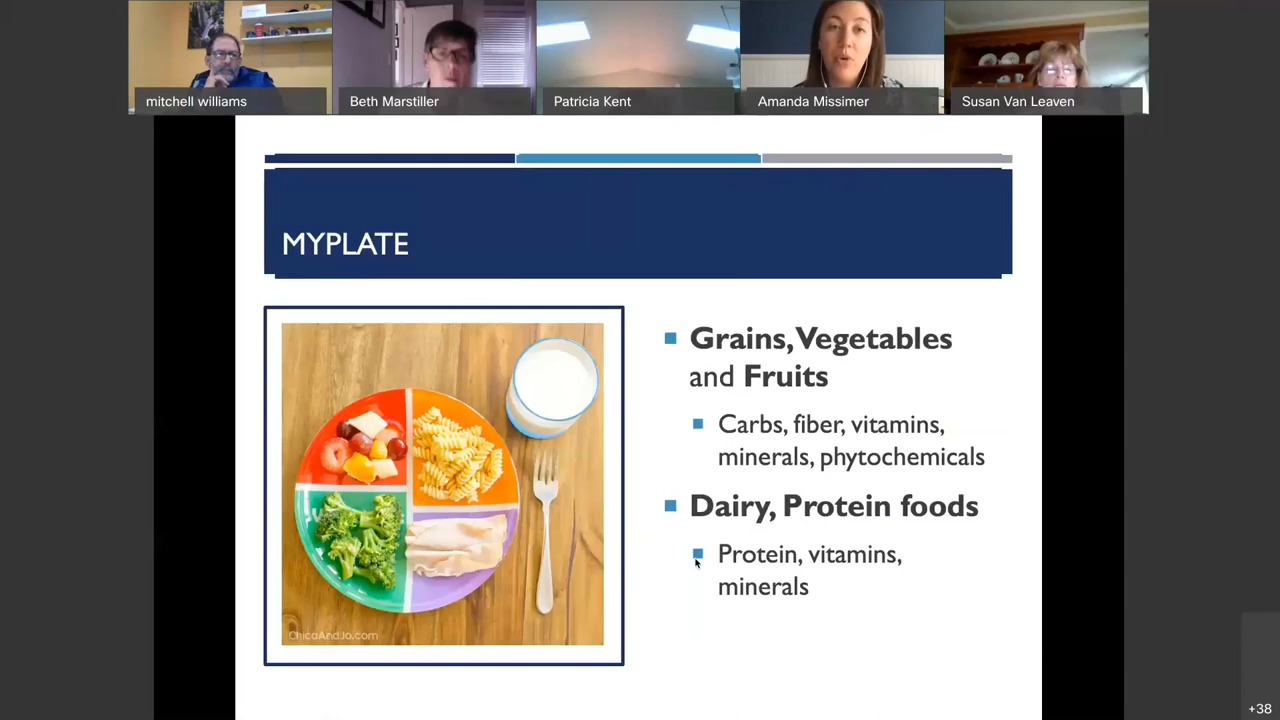 mitchell williams
Beth Marstiller
Patricia Kent
Amanda Missimer
Susan Van Leaven
MYPLATE
Grains, Vegetables
and Fruits
Carbs, fiber, vitamins,
minerals, phytochemicals
Dairy, Protein foods
Protein, vitamins,
minerals
ChicaAndJo.com
+38